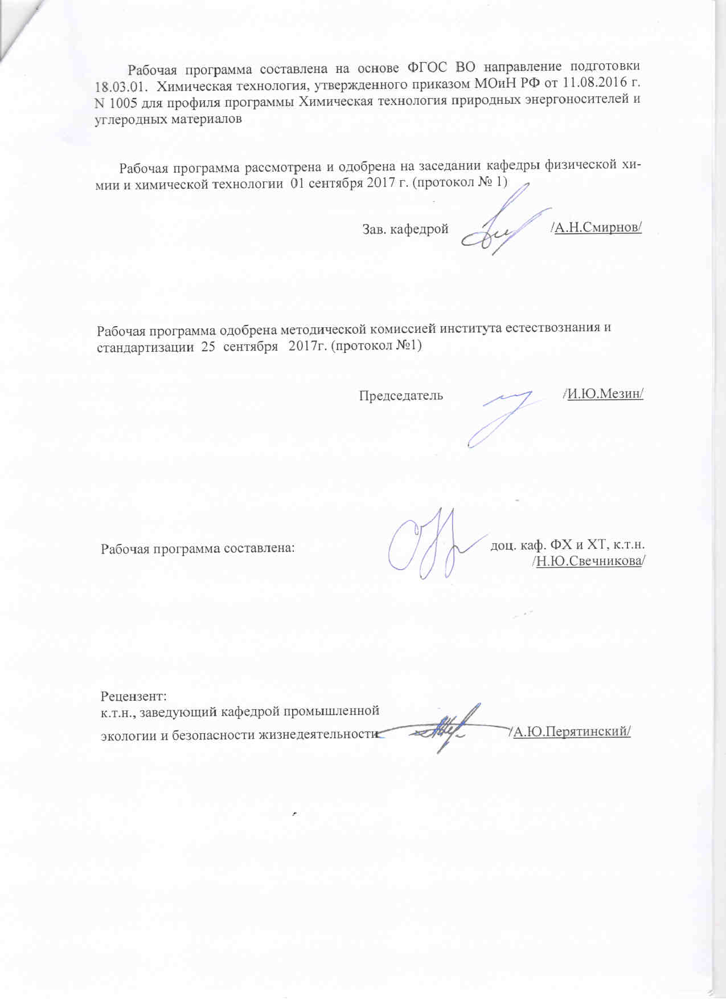 Рабочая программа составлена на основе ФГОС ВО направление подготовки
18.03.01. Химическая технология, утвержденного приказом МОиН РФ от 11.08.2016 г.
N 1005 для профиля программы Химическая технология природных энергоносителей и
углеродных материалов
Рабочая программа рассмотрена и одобрена на заседании кафедры физической хи-
мии и химической технологии 01 сентября 2017 г. (протокол № 1)
Зав. кафедрой /А.Н.Смирнов/
Рабочая программа одобрена методической комиссией института естествознания и
стандартизации 25 сентября 2017г. (протокол №1)
Председатель /И.Ю.Мезин/
Рабочая программа составлена: доц. каф. ФХ и ХТ, к.т.н.
/Н.Ю.Свечникова/
Рецензент:
к.т.н., заведующий кафедрой промышленной
экологии и безопасности жизнедеятельности /А.Ю.Перятинский/